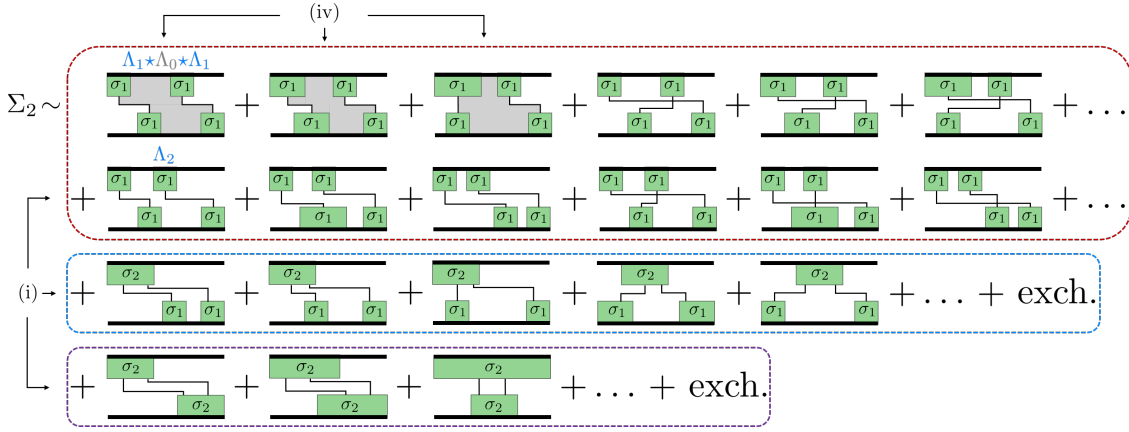 (iv)
Λ₁⋆Λ₀⋆Λ₁
σ₁ σ₁ σ₁ σ₁ σ₁ σ₁ σ₁ σ₁ σ₁ σ₁ σ₁ σ₁
Σ₂ ∼ + + + + + + . . .
σ₁ σ₁ σ₁ σ₁ σ₁ σ₁ σ₁ σ₁ σ₁ σ₁ σ₁ σ₁
Λ₂
σ₁ σ₁ σ₁ σ₁ σ₁ σ₁ σ₁ σ₁ σ₁ σ₁ σ₁ σ₁
+ + + + + + + . . .
σ₁ σ₁ σ₁ σ₁ σ₁ σ₁ σ₁ σ₁ σ₁ σ₁ σ₁ σ₁
σ₂ σ₂ σ₂ σ₂ σ₂
(i) + + + + + + . . . + exch.
σ₁ σ₁ σ₁ σ₁ σ₁ σ₁ σ₁ σ₁ σ₁ σ₁
σ₂ σ₂ σ₂
+ + + + . . . + exch.
σ₂ σ₂ σ₂